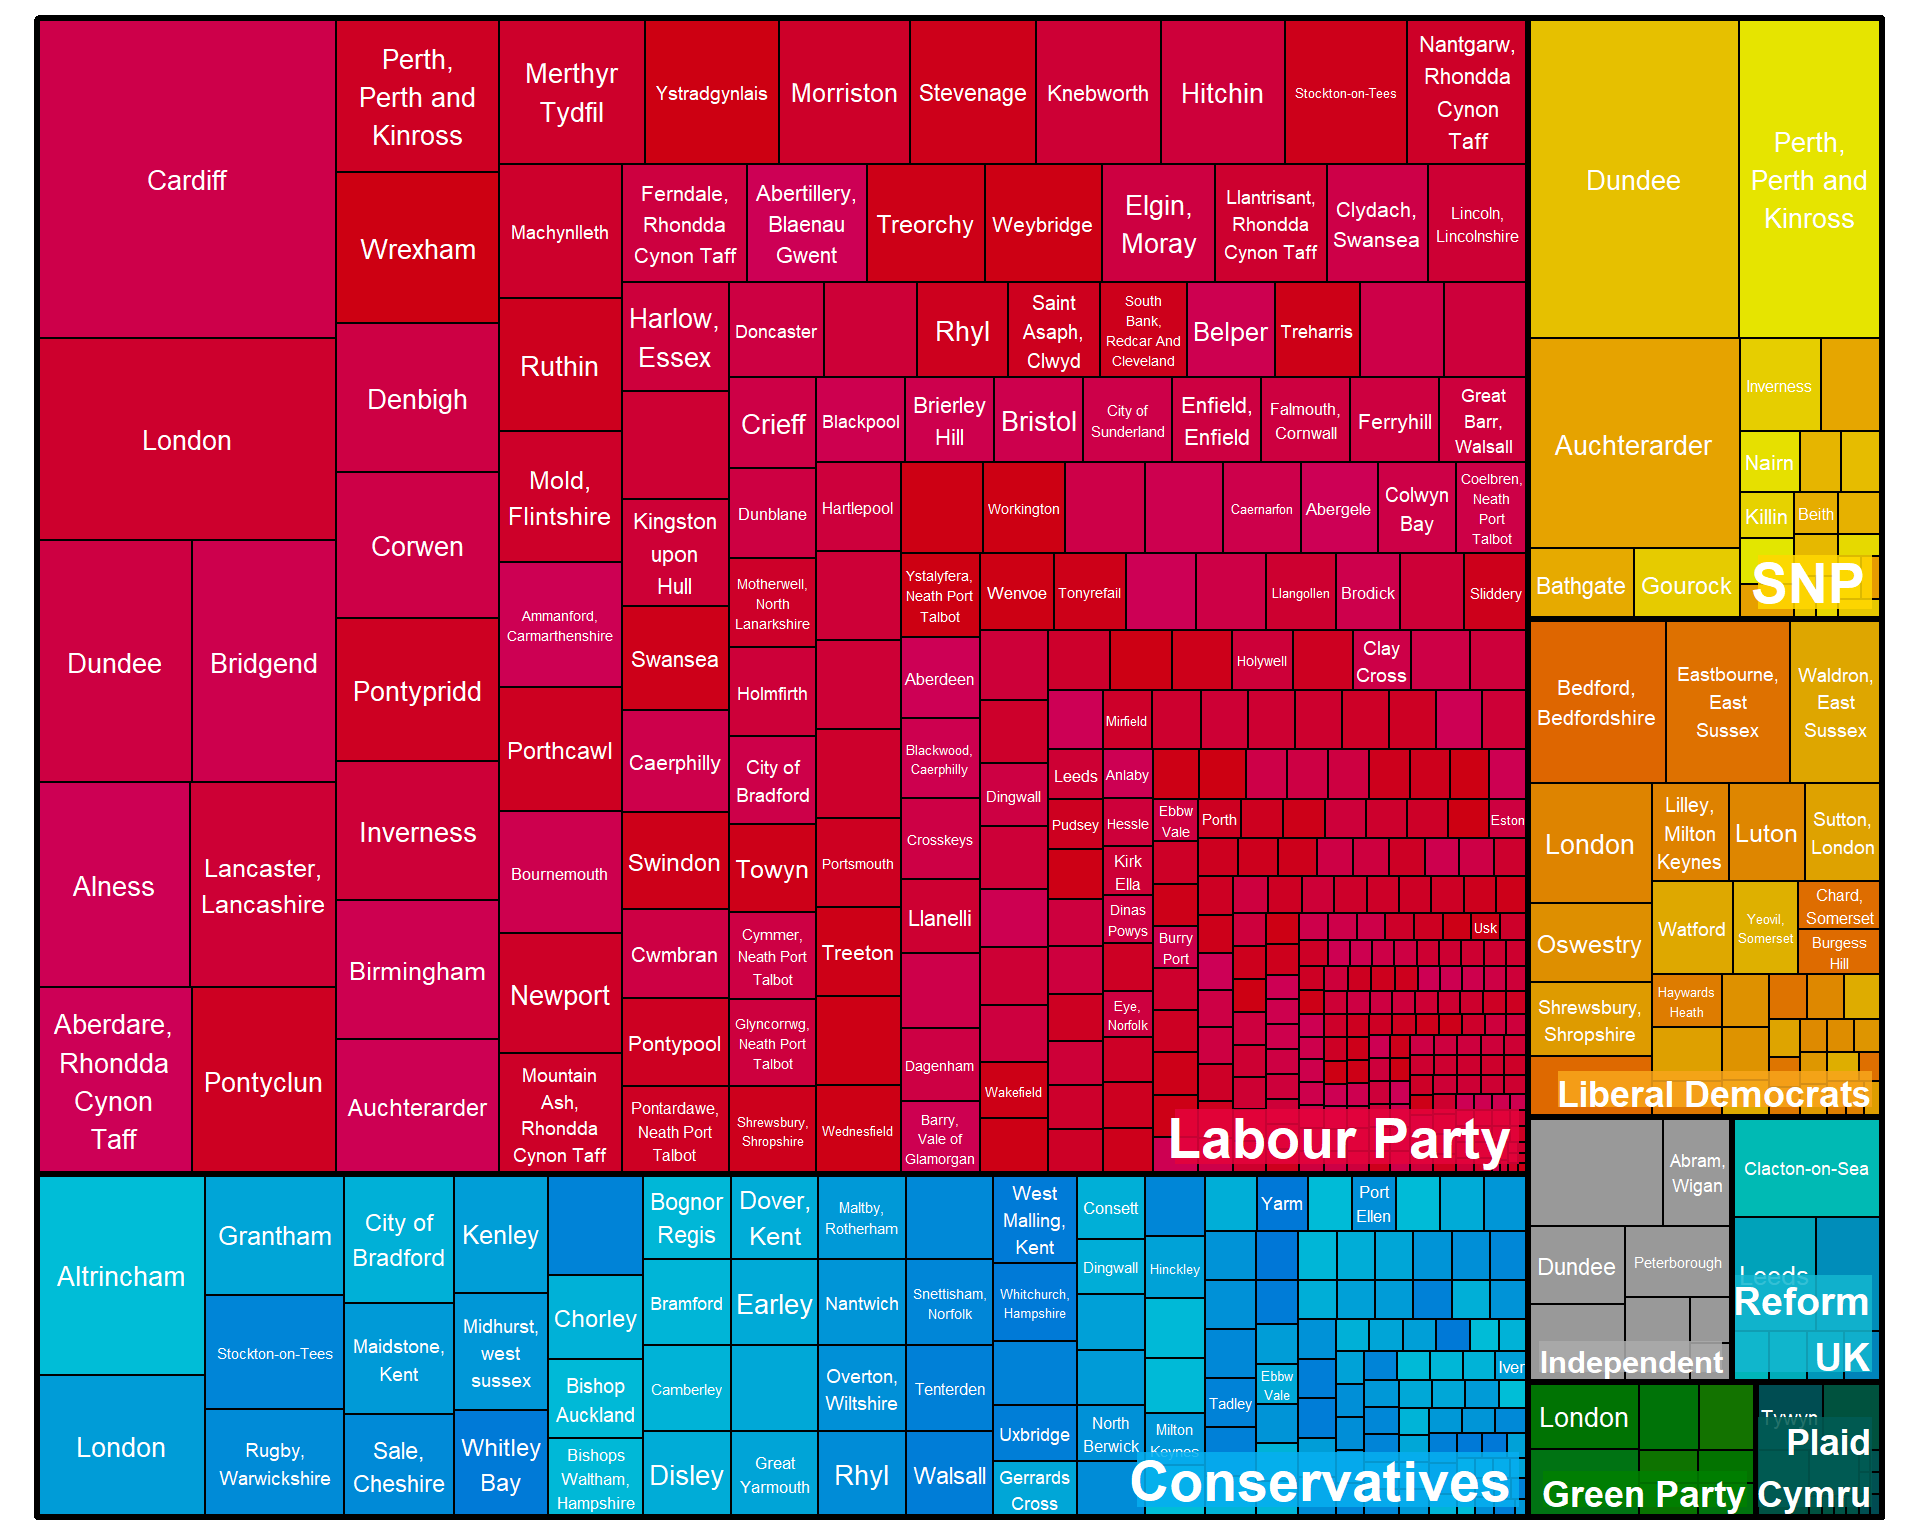 Cardiff
London
Dundee
Bridgend
Alness
Lancaster,
Lancashire
Aberdare,
Rhondda
Cynon
Taff
Pontyclun
Perth,
Perth and
Kinross
Wrexham
Denbigh
Corwen
Pontypridd
Inverness
Birmingham
Auchterarder
Merthyr
Tydfil
Ystradgynlais
Morriston
Stevenage
Knebworth
Hitchin
Stockton-on-Tees
Nantgarw,
Rhondda
Cynon
Taff
Machynlleth
Ruthin
Mold,
Flintshire
Ammanford,
Carmarthenshire
Porthcawl
Bournemouth
Newport
Mountain
Ash,
Rhondda
Cynon Taff
Ferndale,
Rhondda
Cynon Taff
Abertillery,
Blaenau
Gwent
Treorchy
Weybridge
Elgin,
Moray
Llantrisant,
Rhondda
Cynon Taff
Clydach,
Swansea
Lincoln,
Lincolnshire
Harlow,
Essex
Kingston
upon
Hull
Swansea
Caerphilly
Swindon
Cwmbran
Pontypool
Pontardawe,
Neath Port
Talbot
Doncaster
Rhyl
Saint
Asaph,
Clwyd
South
Bank,
Redcar And
Cleveland
Belper
Treharris
Crieff
Dunblane
Motherwell,
North
Lanarkshire
Holmfirth
City of
Bradford
Towyn
Cymmer,
Neath Port
Talbot
Glyncorrwg,
Neath Port
Talbot
Shrewsbury,
Shropshire
Blackpool
Brierley
Hill
Bristol
City of
Sunderland
Enfield,
Enfield
Falmouth,
Cornwall
Ferryhill
Great
Barr,
Walsall
Hartlepool
Portsmouth
Treeton
Wednesfield
Workington
Caernarfon
Abergele
Colwyn
Bay
Coelbren,
Neath
Port
Talbot
Ystalyfera,
Neath Port
Talbot
Aberdeen
Blackwood,
Caerphilly
Crosskeys
Llanelli
Dagenham
Barry,
Vale of
Glamorgan
Wenvoe
Tonyrefail
Llangollen
Brodick
Sliddery
Dingwall
Wakefield
Holywell
Clay
Cross
Mirfield
Leeds
Anlaby
Pudsey
Hessle
Ebbw
Vale
Porth
Eston
Kirk
Ella
Dinas
Powys
Burry
Port
Usk
Eye,
Norfolk
Labour Party
Altrincham
London
Grantham
Stockton-on-Tees
Rugby,
Warwickshire
City of
Bradford
Maidstone,
Kent
Sale,
Cheshire
Kenley
Midhurst,
west
sussex
Whitley
Bay
Chorley
Bishop
Auckland
Bishops
Waltham,
Hampshire
Bognor
Regis
Bramford
Camberley
Disley
Dover,
Kent
Earley
Great
Yarmouth
Maltby,
Rotherham
Nantwich
Overton,
Wiltshire
Rhyl
Snettisham,
Norfolk
Tenterden
Walsall
West
Malling,
Kent
Whitchurch,
Hampshire
Uxbridge
Gerrards
Cross
Consett
Dingwall
North
Berwick
Hinckley
Milton
Keynes
Yarm
Port
Ellen
Tadley
Ebbw
Vale
Iver
Conservatives
Dundee
Perth,
Perth and
Kinross
Auchterarder
Bathgate
Gourock
Inverness
Nairn
Killin
Beith
SNP
Bedford,
Bedfordshire
Eastbourne,
East
Sussex
Waldron,
East
Sussex
London
Oswestry
Shrewsbury,
Shropshire
Lilley,
Milton
Keynes
Luton
Sutton,
London
Watford
Yeovil,
Somerset
Chard,
Somerset
Burgess
Hill
Haywards
Heath
Liberal Democrats
Abram,
Wigan
Dundee
Peterborough
Independent
Clacton-on-Sea
Leeds
Reform
UK
London
Green Party
Tywyn
Plaid
Cymru